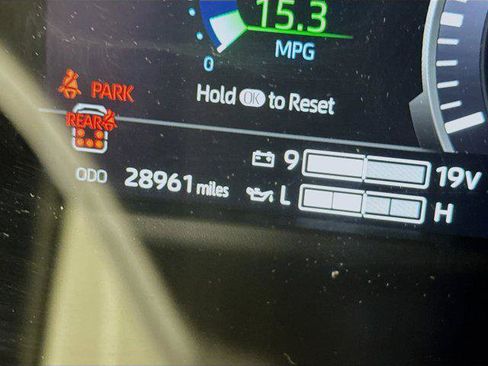 15.3
MPG
0
Hold OK to Reset
PARK
REAR
ODO 28961 miles
9 19V
L H